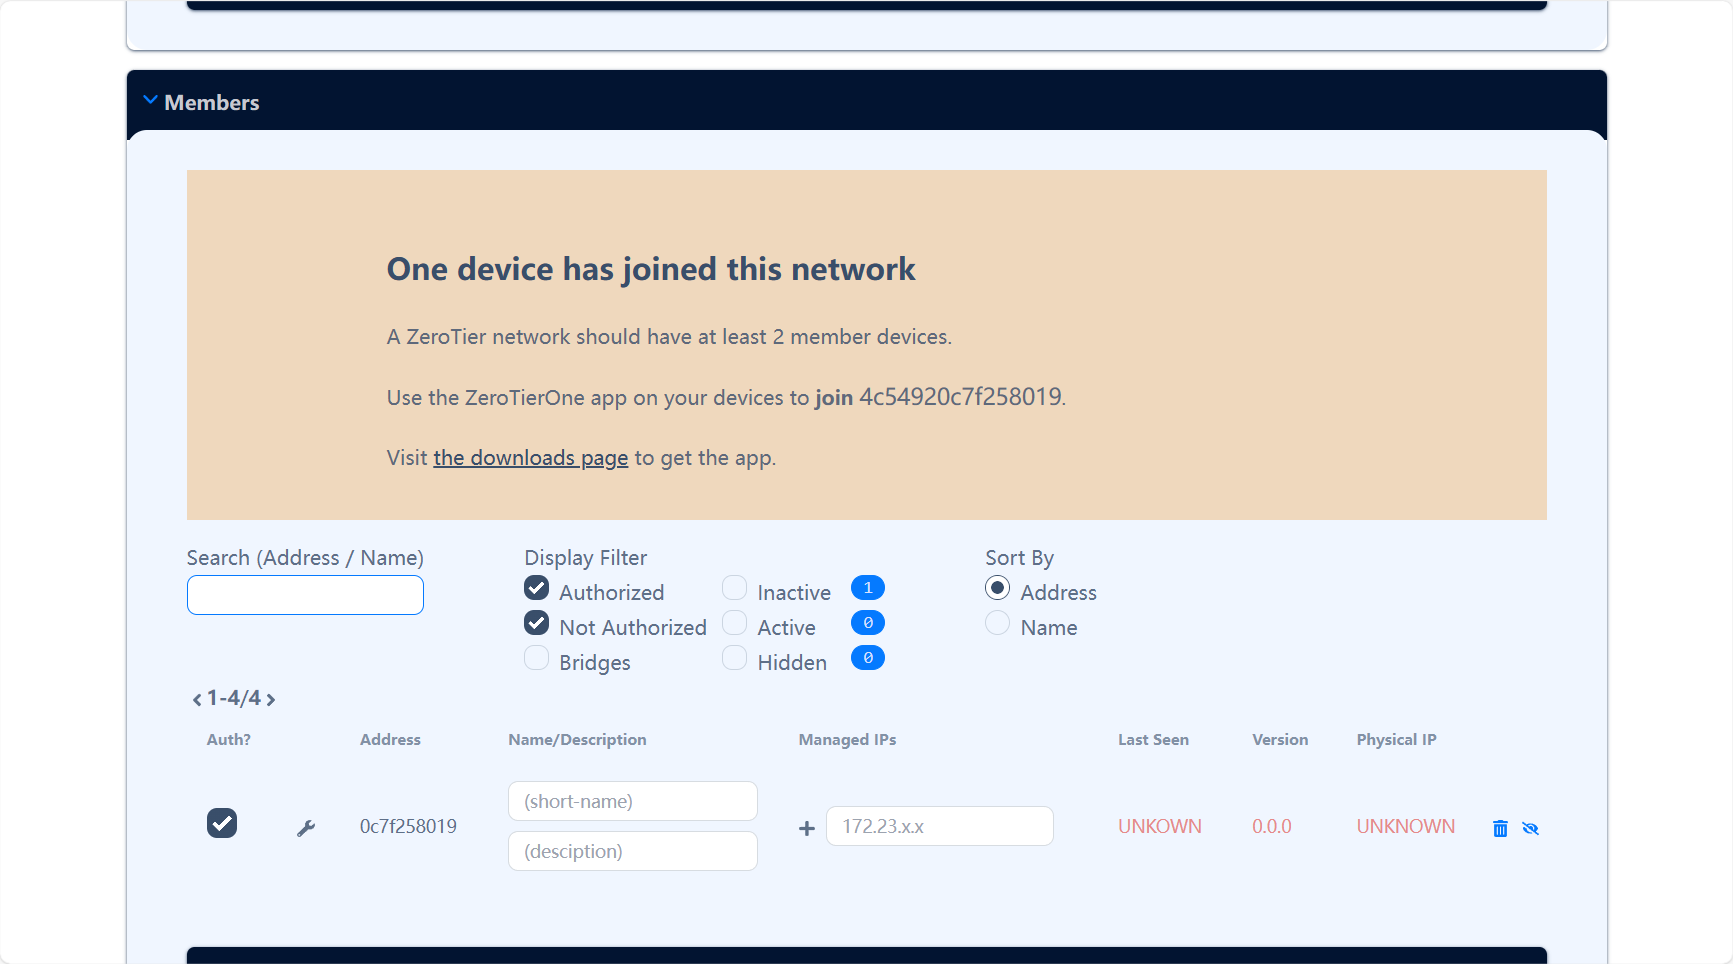 Members
One device has joined this network
A ZeroTier network should have at least 2 member devices.
Use the ZeroTierOne app on your devices to join 4c54920c7f258019.
Visit the downloads page to get the app.
Search (Address / Name)
Display Filter
Authorized
Not Authorized
Bridges
Inactive 1
Active 0
Hidden 0
Sort By
Address
Name
1-4/4
Auth? Address Name/Description Managed IPs Last Seen Version Physical IP
(short-name)
0c7f258019 172.23.x.x UNKOWN 0.0.0 UNKNOWN
(desciption)